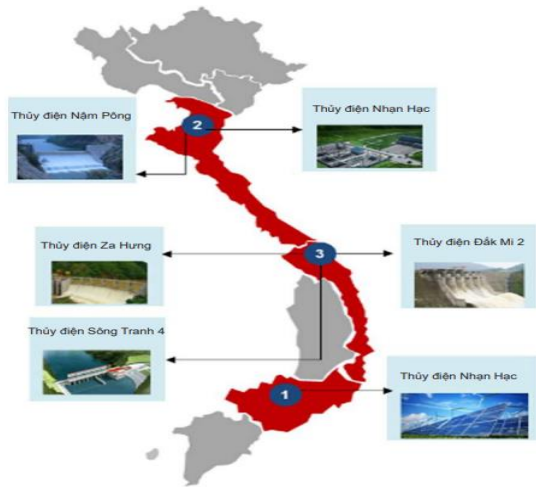 Thủy điện Nậm Pông
Thủy điện Nhạn Hạc
2
Thủy điện Za Hưng
3
Thủy điện Đắk Mi 2
Thủy điện Sông Tranh 4
1
Thủy điện Nhạn Hạc